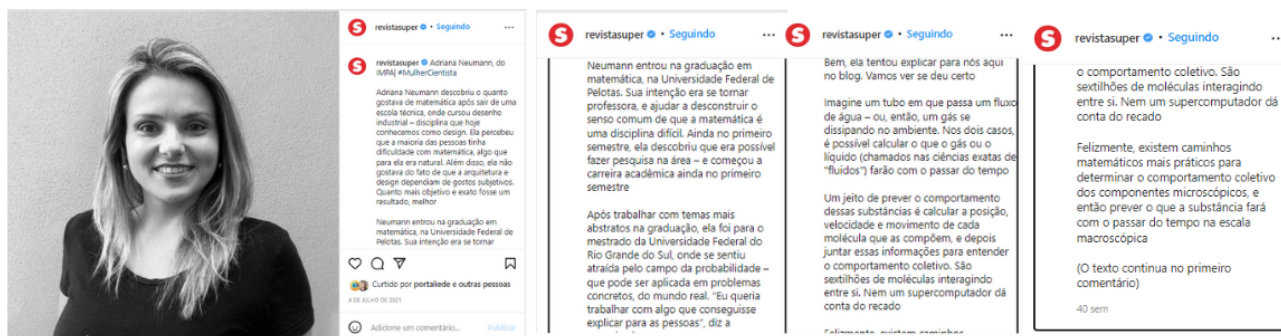 revistasuper • Seguindo
revistasuper Adriana Neumann, do
IMPA| #MulherCientista
Adriana Neumann descobriu o quanto
gostava de matemática após sair de uma
escola técnica, onde cursou desenho
industrial – disciplina que hoje
conhecemos como design. Ela percebeu
que a maioria das pessoas tinha
dificuldade com matemática, algo que
para ela era natural. Além disso, ela não
gostava do fato de que a arquitetura e
design dependiam de gostos subjetivos.
Quanto mais objetivo e exato fosse um
resultado, melhor
Neumann entrou na graduação em
matemática, na Universidade Federal de
Pelotas. Sua intenção era se tornar
Curtido por portaliede e outras pessoas
4 DE JULHO DE 2021
Adicione um comentário...
Publicar
revistasuper • Seguindo
Neumann entrou na graduação em
matemática, na Universidade Federal de
Pelotas. Sua intenção era se tornar
professora, e ajudar a desconstruir o
senso comum de que a matemática é
uma disciplina difícil. Ainda no primeiro
semestre, ela descobriu que era possível
fazer pesquisa na área – e começou a
carreira acadêmica ainda no primeiro
semestre
Após trabalhar com temas mais
abstratos na graduação, ela foi para o
mestrado da Universidade Federal do
Rio Grande do Sul, onde se sentiu
atraída pelo campo da probabilidade –
que pode ser aplicada em problemas
concretos, do mundo real. "Eu queria
trabalhar com algo que conseguisse
explicar para as pessoas", diz a
revistasuper • Seguindo
Bem, ela tentou explicar para nós aqui
no blog. Vamos ver se deu certo
Imagine um tubo em que passa um fluxo
de água – ou, então, um gás se
dissipando no ambiente. Nos dois casos,
é possível calcular o que o gás ou o
líquido (chamados nas ciências exatas de
"fluidos") farão com o passar do tempo
Um jeito de prever o comportamento
dessas substâncias é calcular a posição,
velocidade e movimento de cada
molécula que as compõem, e depois
juntar essas informações para entender
o comportamento coletivo. São
sextilhões de moléculas interagindo
entre si. Nem um supercomputador dá
conta do recado
Felizmente, existem caminhos
revistasuper • Seguindo
o comportamento coletivo. São
sextilhões de moléculas interagindo
entre si. Nem um supercomputador dá
conta do recado
Felizmente, existem caminhos
matemáticos mais práticos para
determinar o comportamento coletivo
dos componentes microscópicos, e
então prever o que a substância fará
com o passar do tempo na escala
macroscópica
(O texto continua no primeiro
comentário)
40 sem